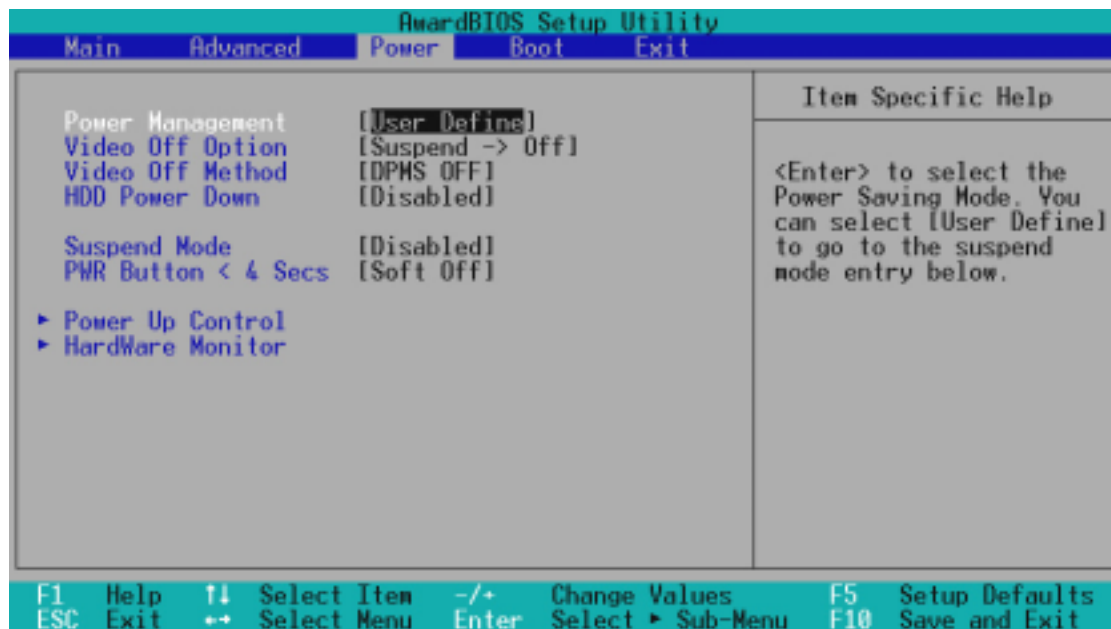 AwardBIOS Setup Utility
Main Advanced Power Boot Exit
Power Management [User Define]
Video Off Option [Suspend -> Off]
Video Off Method [DPMS OFF]
HDD Power Down [Disabled]
Suspend Mode [Disabled]
PWR Button < 4 Secs [Soft Off]
► Power Up Control
► HardWare Monitor
Item Specific Help
<Enter> to select the
Power Saving Mode. You
can select [User Define]
to go to the suspend
mode entry below.
F1 Help ↑↓ Select Item -/+ Change Values F5 Setup Defaults
ESC Exit ←→ Select Menu Enter Select ► Sub-Menu F10 Save and Exit